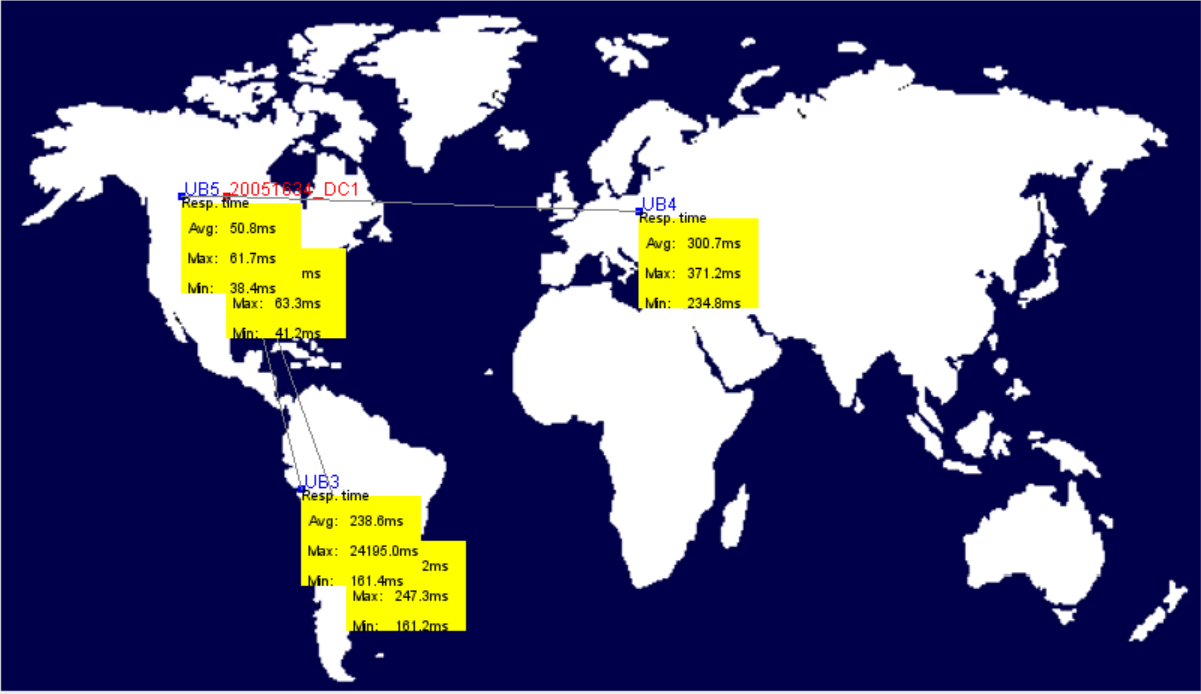 UB5
20051634_DC1
Resp. time
Avg: 50.8ms
Max: 61.7ms
Min: 38.4ms
ms
Max: 63.3ms
Min: 41.2ms
UB4
Resp. time
Avg: 300.7ms
Max: 371.2ms
Min: 234.8ms
UB3
Resp. time
Avg: 238.6ms
Max: 24195.0ms
Min: 161.4ms
2ms
Max: 247.3ms
Min: 161.2ms